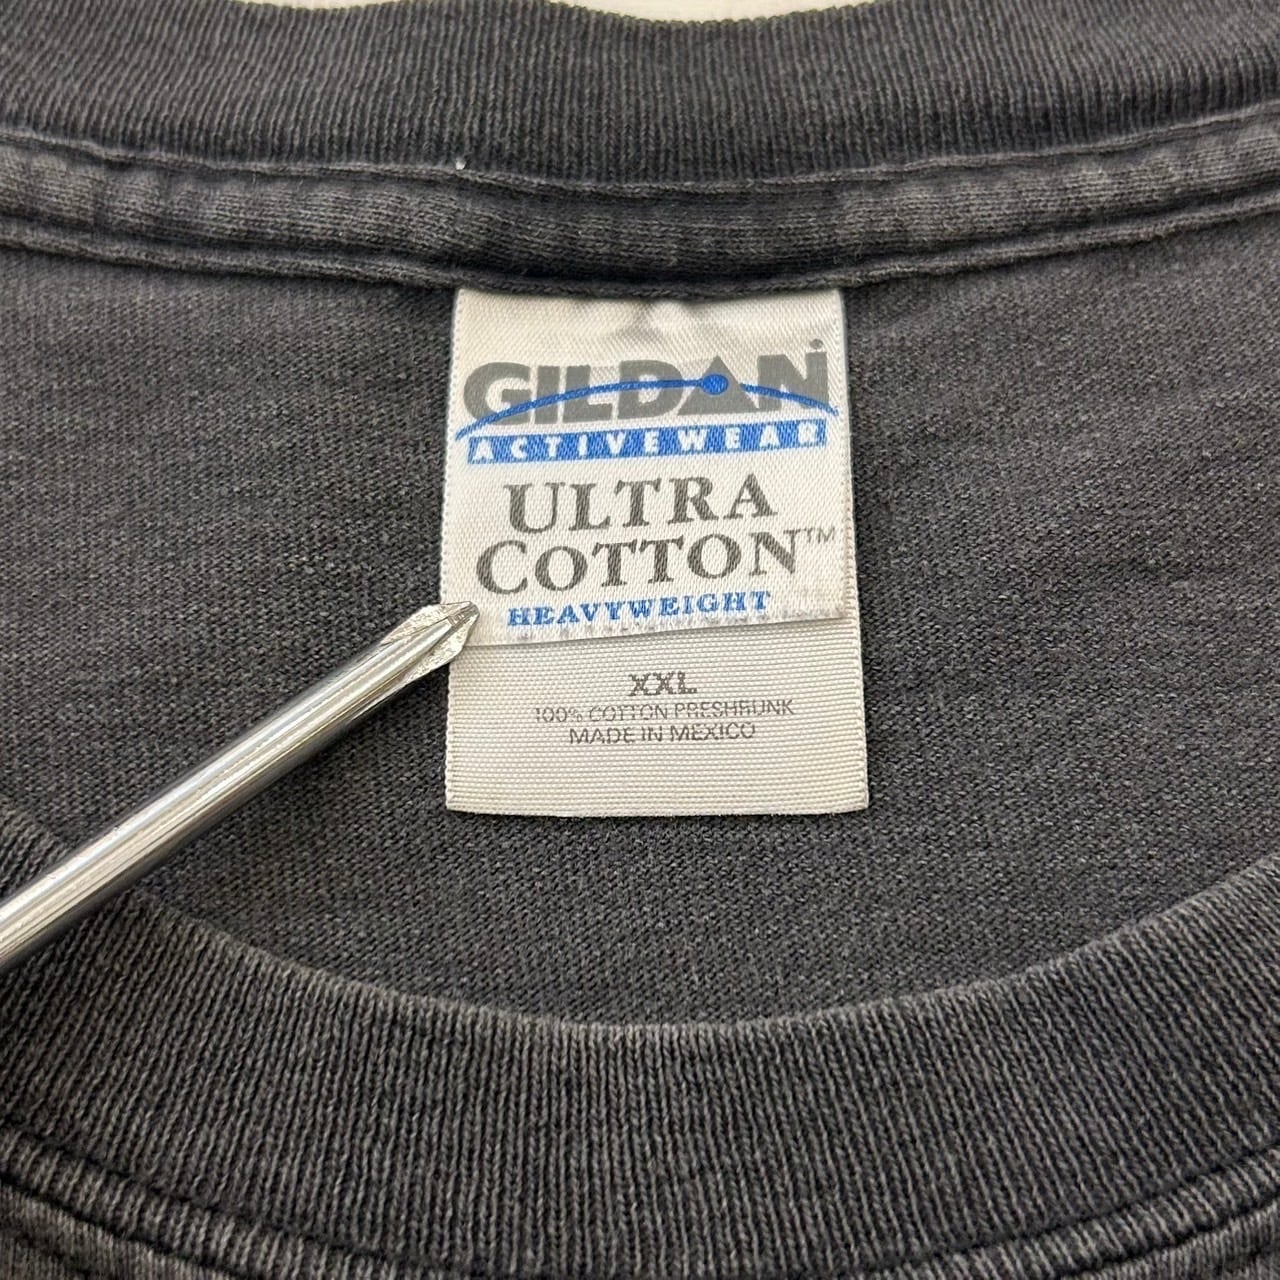 GILDAN
ACTIVEWEAR
ULTRA
COTTON™
HEAVYWEIGHT
XXL
100% COTTON PRESHRUNK
MADE IN MEXICO